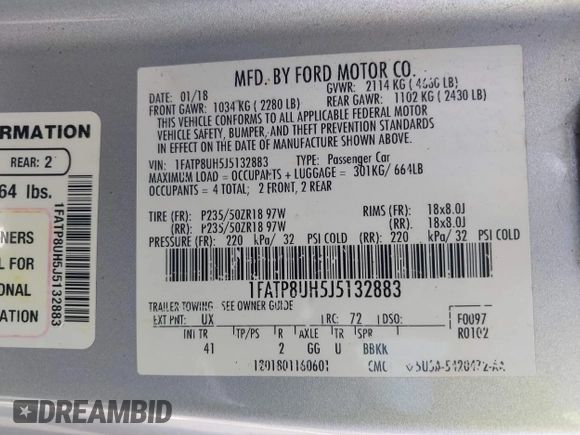 MFD. BY FORD MOTOR CO.
DATE: 01/18
GVWR: 2114 KG ( 4660 LB)
FRONT GAWR: 1034 KG ( 2280 LB)
REAR GAWR: 1102 KG ( 2430 LB)
THIS VEHICLE CONFORMS TO ALL APPLICABLE FEDERAL MOTOR
VEHICLE SAFETY, BUMPER, AND THEFT PREVENTION STANDARDS
IN EFFECT ON THE DATE OF MANUFACTURE SHOWN ABOVE.
VIN: 1FATP8UH5J5132883 TYPE: Passenger Car
MAXIMUM LOAD = OCCUPANTS + LUGGAGE = 301KG/ 664LB
OCCUPANTS = 4 TOTAL; 2 FRONT, 2 REAR
TIRE (FR): P235/50ZR18 97W RIMS (FR): 18x8.0J
(RR): P235/50ZR18 97W (RR): 18x8.0J
PRESSURE (FR): 220 kPa/ 32 PSI COLD (RR): 220 kPa/ 32 PSI COLD
1FATP8UH5J5132883
TRAILER TOWING: SEE OWNER GUIDE
EXT PNT: UX RC: 72 DSO: F0097
INI TR TP/PS R AXLE TR SPR R0102
41 2 GG U BBKK
CMC
FORMATION
REAR: 2
64 lbs.
NERS
L FOR
ONAL
ATION
1FATP8UH5J5132883
DREAMBID